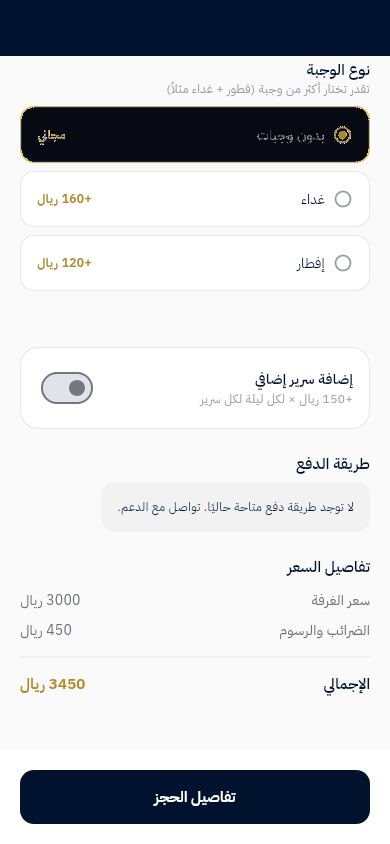 نوع الوجبة
تقدر تختار أكثر من وجبة (فطور + غداء مثلاً)
بدون وجبات
مجاني
غداء
+160 ريال
إفطار
+120 ريال
إضافة سرير إضافي
+150 ريال × لكل ليلة لكل سرير
طريقة الدفع
لا توجد طريقة دفع متاحة حاليًا. تواصل مع الدعم.
تفاصيل السعر
سعر الغرفة
3000 ريال
الضرائب والرسوم
450 ريال
الإجمالي
3450 ريال
تفاصيل الحجز